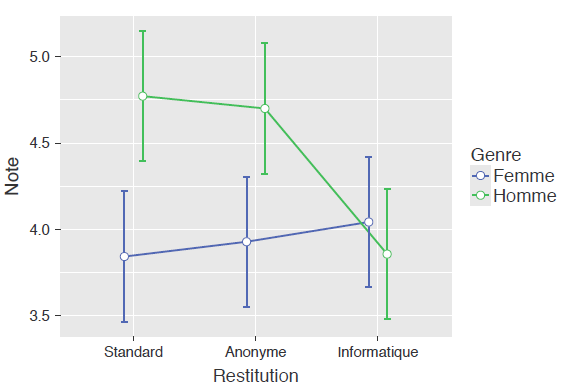 5.0
4.5
4.0
3.5
Note
Standard Anonyme Informatique
Restitution
Genre
Femme
Homme